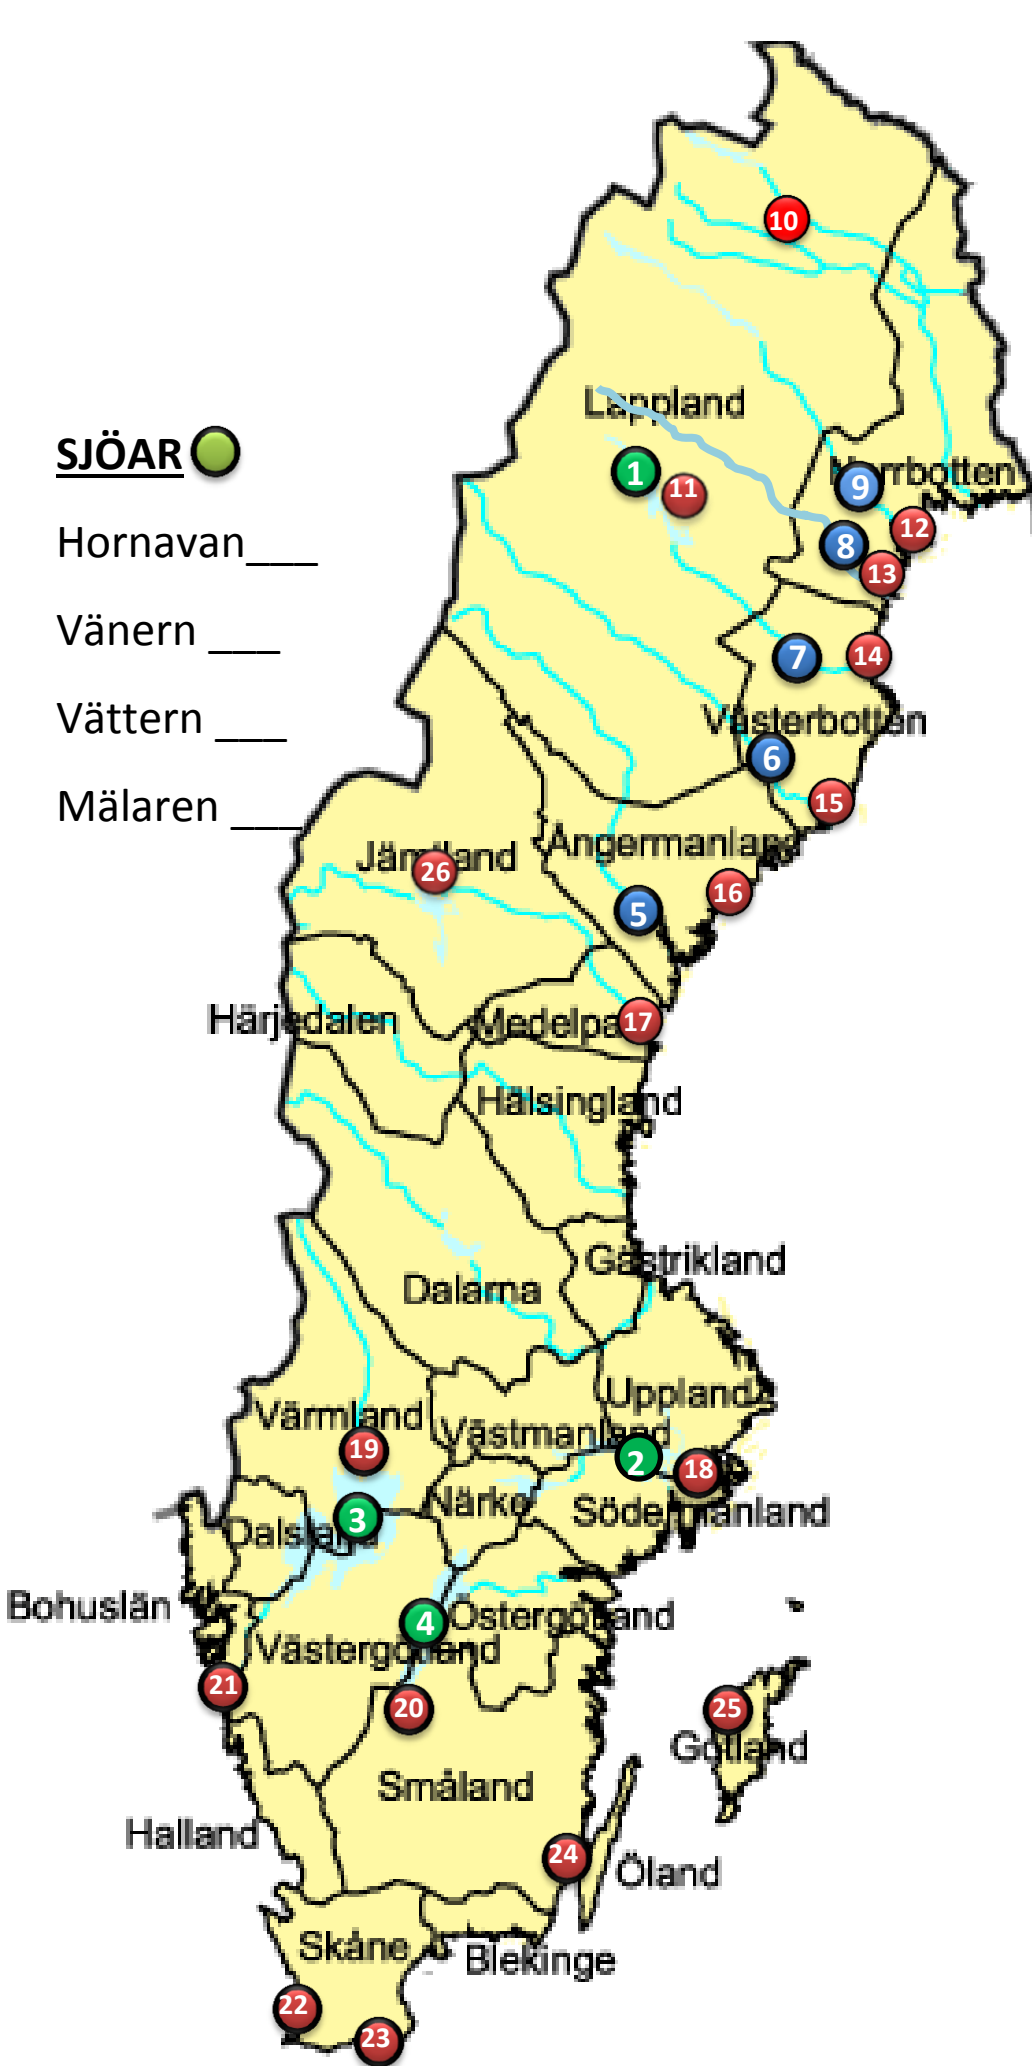 10
Lappland
SJÖAR
1
11
9
Norrbotten
12
Hornavan___
8
13
Vänern ___
7
14
Vättern ___
Västerbotten
6
Mälaren ___
15
Ångermanland
Jämtland
26
16
5
Härjedalen
Medelpad
17
Hälsingland
Gästrikland
Dalarna
Uppland
Värmland
Västmanland
19
2
18
Närke
Södermanland
3
Dalsland
Bohuslän
4
Östergötland
Västergötland
21
20
25
Götland
Småland
Halland
24
Öland
Skåne
Blekinge
22
23